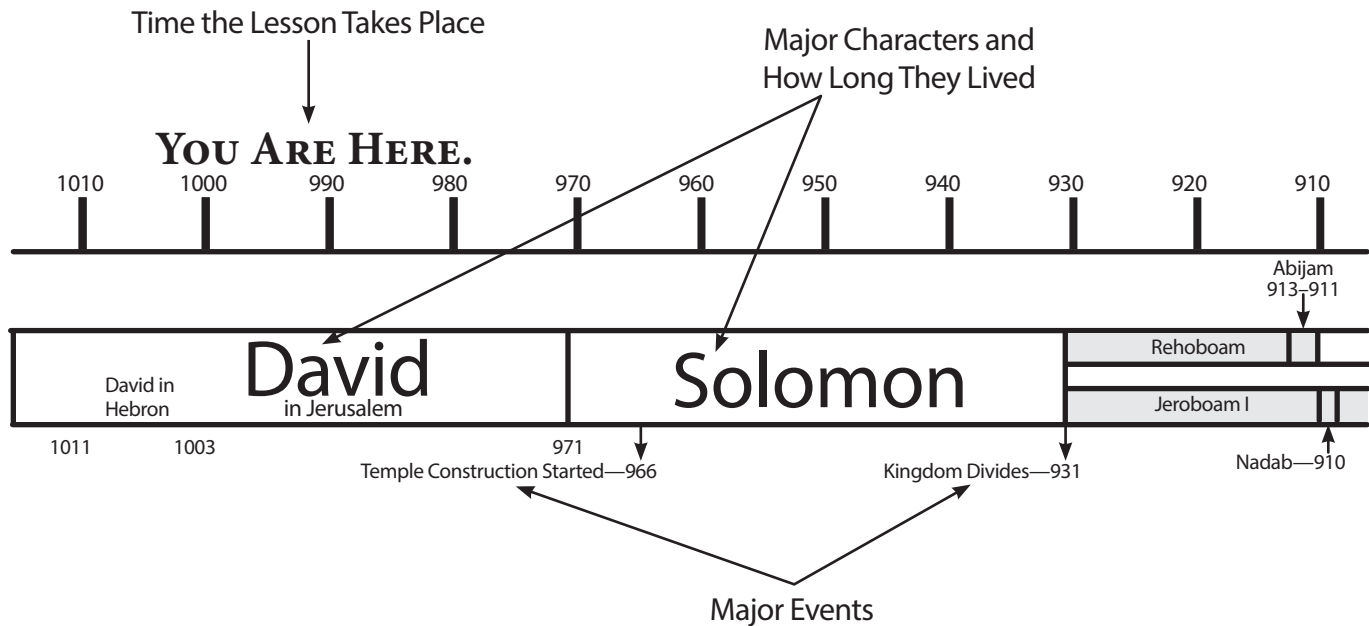 Time the Lesson Takes Place
Major Characters and
How Long They Lived
You Are Here.
1010 1000 990 980 970 960 950 940 930 920 910
Abijam
913–911
David
in Jerusalem
David in
Hebron
Solomon
Rehoboam
Jeroboam I
1011 1003 971
Temple Construction Started—966
Kingdom Divides—931
Nadab—910
Major Events